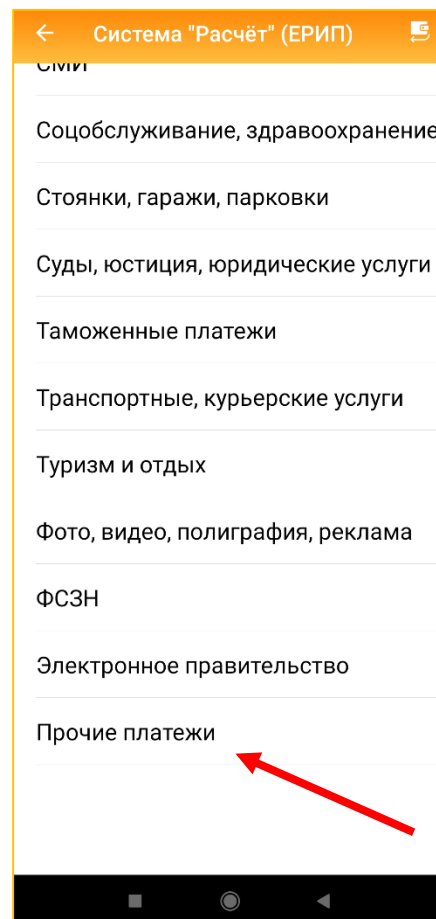 Система "Расчёт" (ЕРИП)
СМИ
Соцобслуживание, здравоохранение
Стоянки, гаражи, парковки
Суды, юстиция, юридические услуги
Таможенные платежи
Транспортные, курьерские услуги
Туризм и отдых
Фото, видео, полиграфия, реклама
ФСЗН
Электронное правительство
Прочие платежи